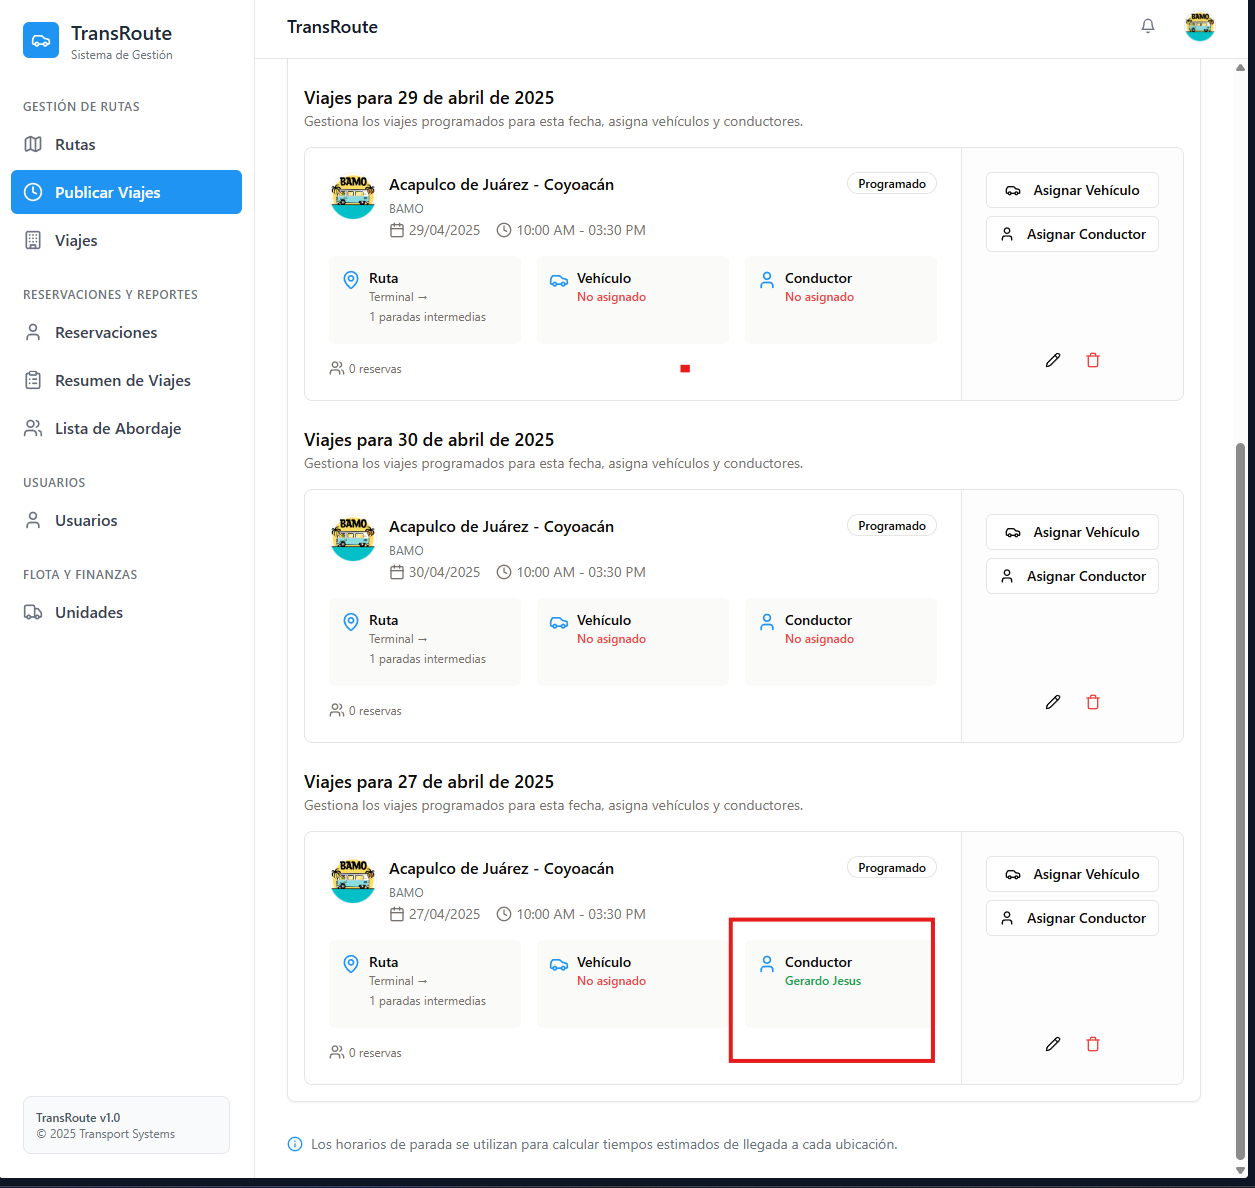 TransRoute
Sistema de Gestión
TransRoute
BAMO
GESTIÓN DE RUTAS
Rutas
Publicar Viajes
Viajes
RESERVACIONES Y REPORTES
Reservaciones
Resumen de Viajes
Lista de Abordaje
USUARIOS
Usuarios
FLOTA Y FINANZAS
Unidades
TransRoute v1.0
© 2025 Transport Systems
Viajes para 29 de abril de 2025
Gestiona los viajes programados para esta fecha, asigna vehículos y conductores.
BAMO
Acapulco de Juárez - Coyoacán
Programado
BAMO
29/04/2025 10:00 AM - 03:30 PM
Ruta
Terminal →
1 paradas intermedias
Vehículo
No asignado
Conductor
No asignado
0 reservas
Asignar Vehículo
Asignar Conductor
Viajes para 30 de abril de 2025
Gestiona los viajes programados para esta fecha, asigna vehículos y conductores.
BAMO
Acapulco de Juárez - Coyoacán
Programado
BAMO
30/04/2025 10:00 AM - 03:30 PM
Ruta
Terminal →
1 paradas intermedias
Vehículo
No asignado
Conductor
No asignado
0 reservas
Asignar Vehículo
Asignar Conductor
Viajes para 27 de abril de 2025
Gestiona los viajes programados para esta fecha, asigna vehículos y conductores.
BAMO
Acapulco de Juárez - Coyoacán
Programado
BAMO
27/04/2025 10:00 AM - 03:30 PM
Ruta
Terminal →
1 paradas intermedias
Vehículo
No asignado
Conductor
Gerardo Jesus
0 reservas
Asignar Vehículo
Asignar Conductor
Los horarios de parada se utilizan para calcular tiempos estimados de llegada a cada ubicación.